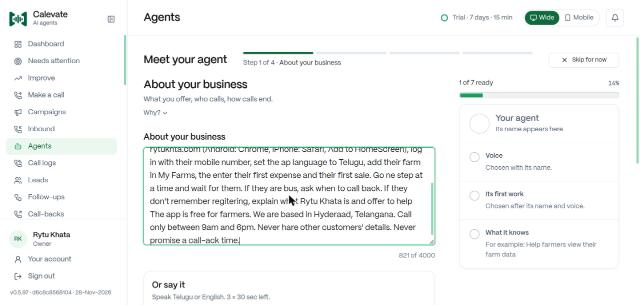 Calevate
AI agents
Dashboard
Needs attention
Improve
Make a call
Campaigns
Inbound
Agents
Call logs
Leads
Follow-ups
Call-backs
RK
Rytu Khata
Owner
Your account
Sign out
Agents
Trial · 7 days · 15 min
Wide
Mobile
Meet your agent
Step 1 of 4 · About your business
Skip for now
About your business
What you offer, who calls, how calls end.
Why?
About your business
rytukhta.com (Android: Chrome, iPhone: Safari, Add to HomeScreen), log
in with their mobile number, set the ap language to Telugu, add their farm
in My Farms, the enter their first expense and their first sale. Go ne step at
a time and wait for them. If they are bus, ask when to call back. If they
don't remember regitering, explain what Rytu Khata is and offer to help
The app is free for farmers. We are based in Hyderaad, Telangana. Call
only between 9am and 6pm. Never hare other customers' details. Never
promise a call-ack time.
821 of 4000
Or say it
Speak Telugu or English. 3 × 30 sec left.
1 of 7 ready
14%
Your agent
Its name appears here
Voice
Chosen with its name.
Its first work
Chosen after its name and voice.
What it knows
For example: Help farmers view their
farm data